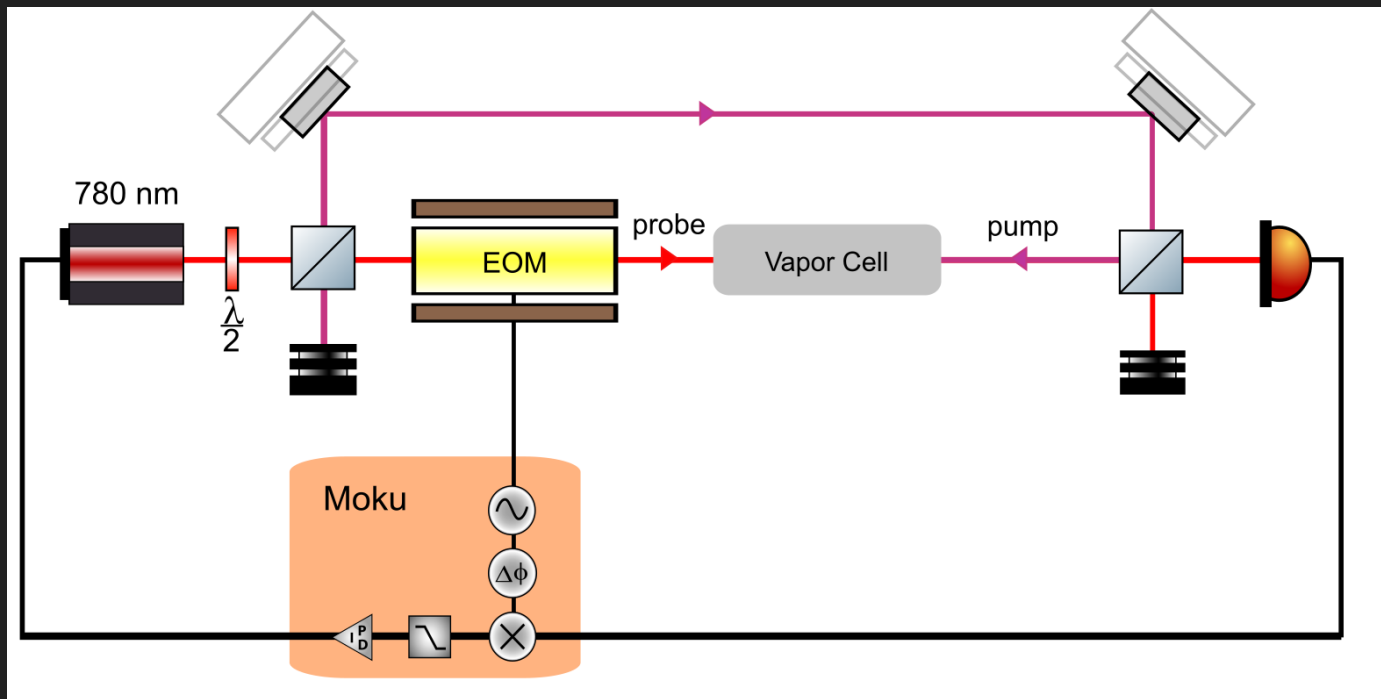 780 nm
λ
2
EOM
probe
Vapor Cell
pump
Moku
Δϕ
P
I
D